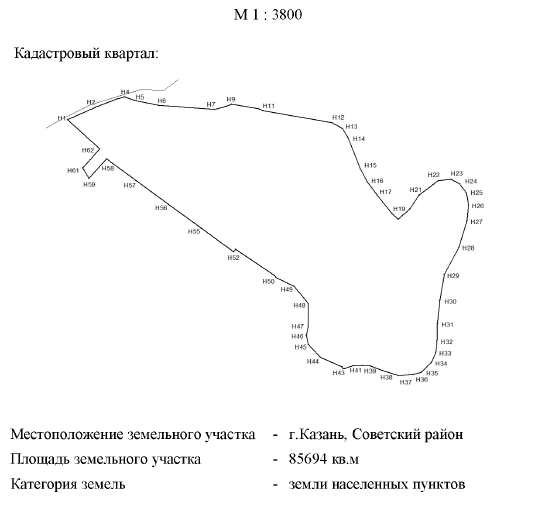 М 1 : 3800
Кадастровый квартал:
Н4
Н5
Н2
Н6
Н7
Н9
Н11
Н1
Н12
Н13
Н14
Н62
Н58
Н61
Н59
Н57
Н15
Н16
Н17
Н19
Н21
Н22
Н23
Н24
Н25
Н26
Н27
Н56
Н55
Н52
Н28
Н50
Н49
Н29
Н48
Н30
Н47
Н46
Н45
Н31
Н32
Н33
Н44
Н43
Н41
Н39
Н38
Н37
Н36
Н35
Н34
Местоположение земельного участка - г.Казань, Советский район
Площадь земельного участка - 85694 кв.м
Категория земель - земли населенных пунктов